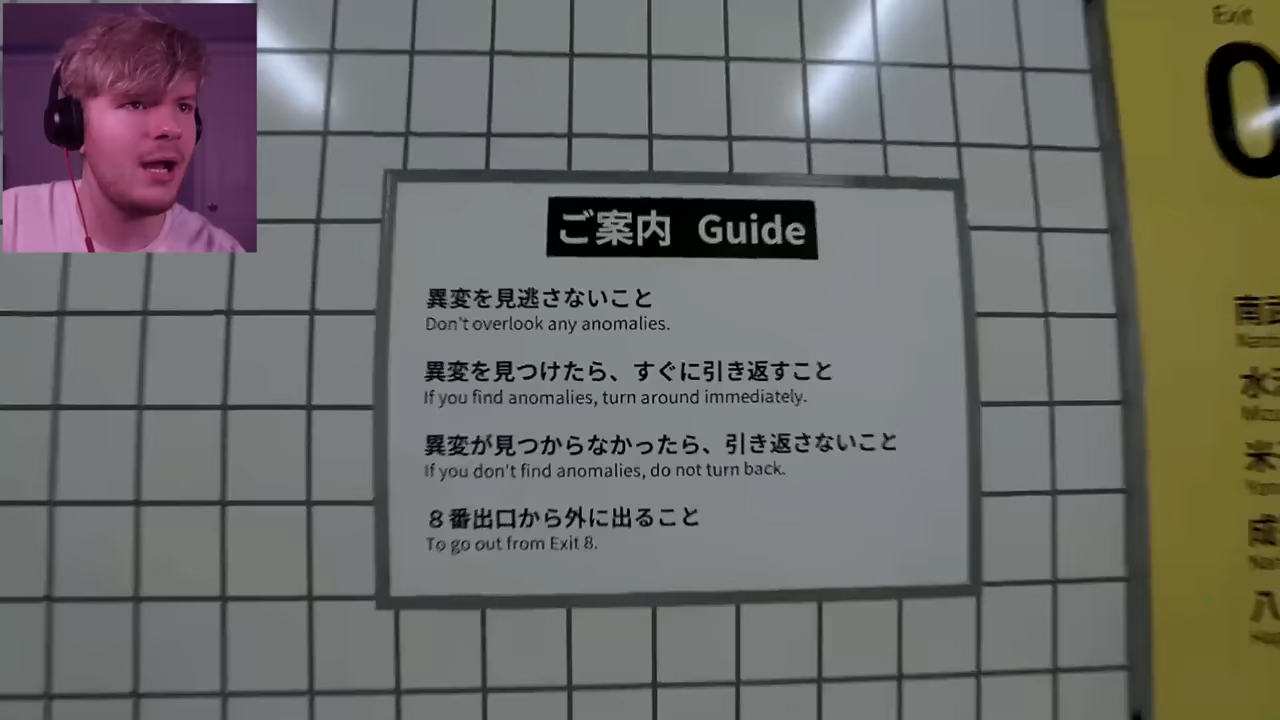 ご案内 Guide
異変を見逃さないこと
Don't overlook any anomalies.
異変を見つけたら、すぐに引き返すこと
If you find anomalies, turn around immediately.
異変が見つからなかったら、引き返さないこと
If you don't find anomalies, do not turn back.
８番出口から外に出ること
To go out from Exit 8.
Exit
0